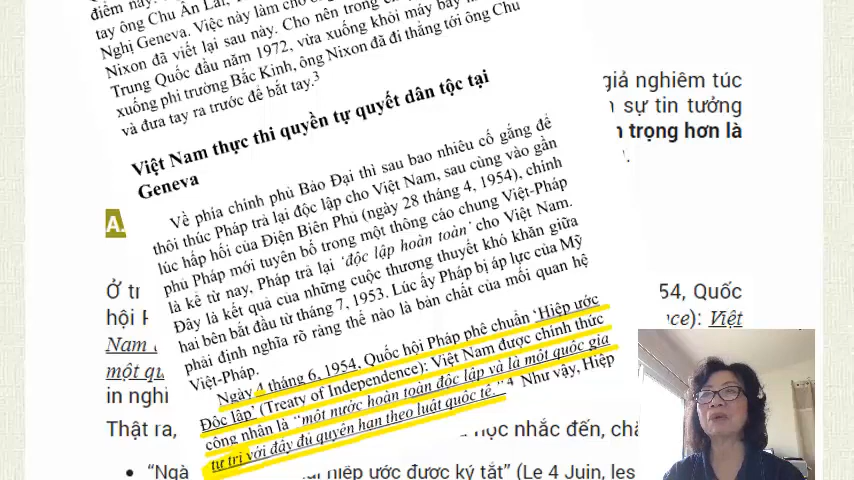 điểm này.
tay ông Chu Ân Lai,
Nghị Geneva. Việc này làm cho
Nixon đã viết lại sau này. Cho nên trong
Trung Quốc đầu năm 1972, vừa xuống khỏi máy bay
xuống phi trường Bắc Kinh, ông Nixon đã đi thẳng tới ông Chu
và đưa tay ra trước để bắt tay.3
Việt Nam thực thi quyền tự quyết dân tộc tại
Geneva
Về phía chính phủ Bảo Đại thì sau bao nhiêu cố gắng để
thôi thúc Pháp trả lại độc lập cho Việt Nam, sau cùng vào gần
lúc hấp hối của Điện Biên Phủ (ngày 28 tháng 4, 1954), chính
phủ Pháp mới tuyên bố trong một thông cáo chung Việt-Pháp
là kể từ nay, Pháp trả lại 'độc lập hoàn toàn' cho Việt Nam.
Đây là kết quả của những cuộc thương thuyết khó khăn giữa
hai bên bắt đầu từ tháng 7, 1953. Lúc ấy Pháp bị áp lực của Mỹ
phải định nghĩa rõ ràng thế nào là bản chất của mối quan hệ
Việt-Pháp.
Ngày 4 tháng 6, 1954, Quốc hội Pháp phê chuẩn 'Hiệp ước
Độc lập' (Treaty of Independence): Việt Nam được chính thức
công nhận là "một nước hoàn toàn độc lập và là một quốc gia
tự trị với đầy đủ quyền hạn theo luật quốc tế."4 Như vậy, Hiệp
giả nghiêm túc
sự tin tưởng
trọng hơn là
A.
Ở
54, Quốc
hội
Việt
Nam
một
in nghi
Thật ra,
học nhắc đến,
• "Ngà
hiệp ước được ký tắt" (Le 4 Juin, les